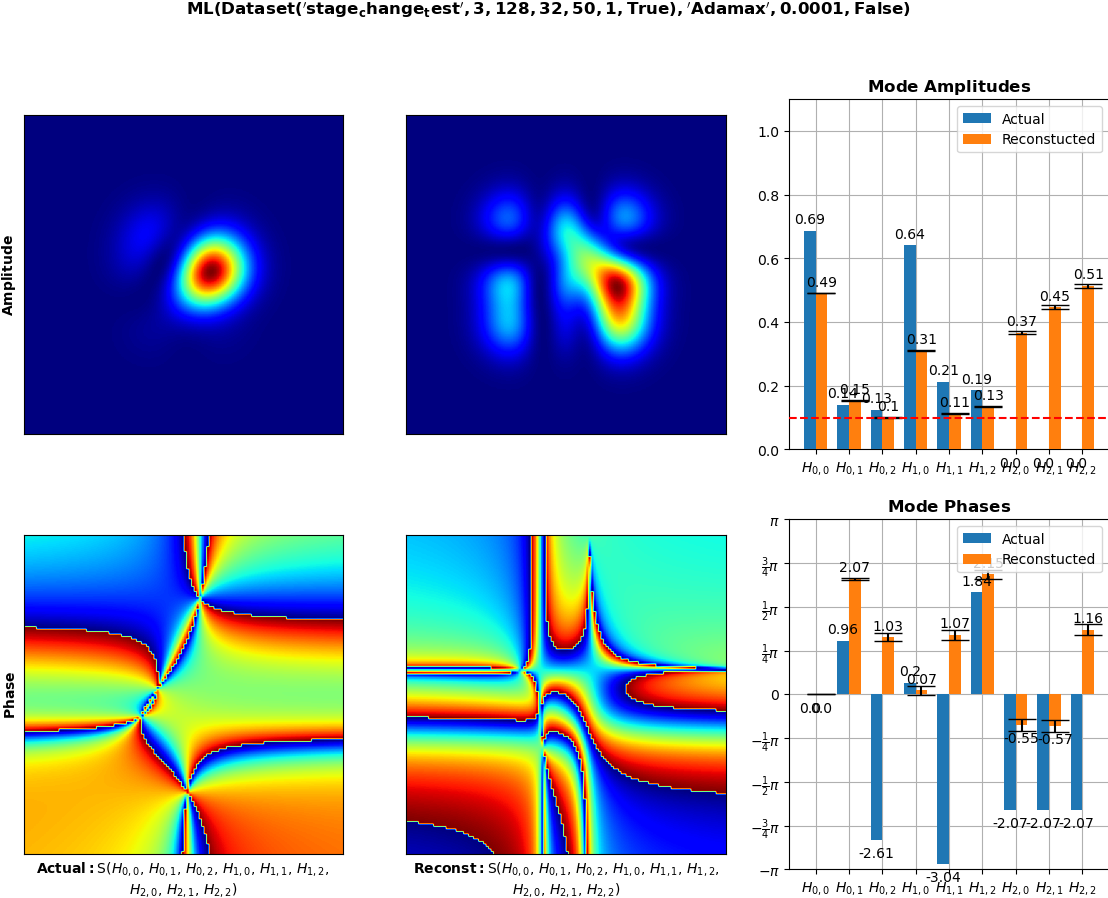 ML(Dataset('stage_change_test', 3, 128, 32, 50, 1, True), 'Adamax', 0.0001, False)
Amplitude
Mode Amplitudes
Actual
Reconstucted
1.0
0.8
0.6
0.4
0.2
0.0
0.69
0.49
0.14
0.15
0.13
0.1
0.64
0.31
0.21
0.11
0.19
0.13
0.0
0.37
0.0
0.45
0.0
0.51
H0,0 H0,1 H0,2 H1,0 H1,1 H1,2 H2,0 H2,1 H2,2
Phase
Mode Phases
Actual
Reconstucted
π
3/4π
1/2π
1/4π
0
−1/4π
−1/2π
−3/4π
−π
0.0
0.0
0.96
2.07
-2.61
1.03
0.2
0.07
-3.04
1.07
1.84
2.15
-2.07
-0.55
-2.07
-0.57
-2.07
1.16
H0,0 H0,1 H0,2 H1,0 H1,1 H1,2 H2,0 H2,1 H2,2
Actual: S(H0,0, H0,1, H0,2, H1,0, H1,1, H1,2,
H2,0, H2,1, H2,2)
Reconst: S(H0,0, H0,1, H0,2, H1,0, H1,1, H1,2,
H2,0, H2,1, H2,2)